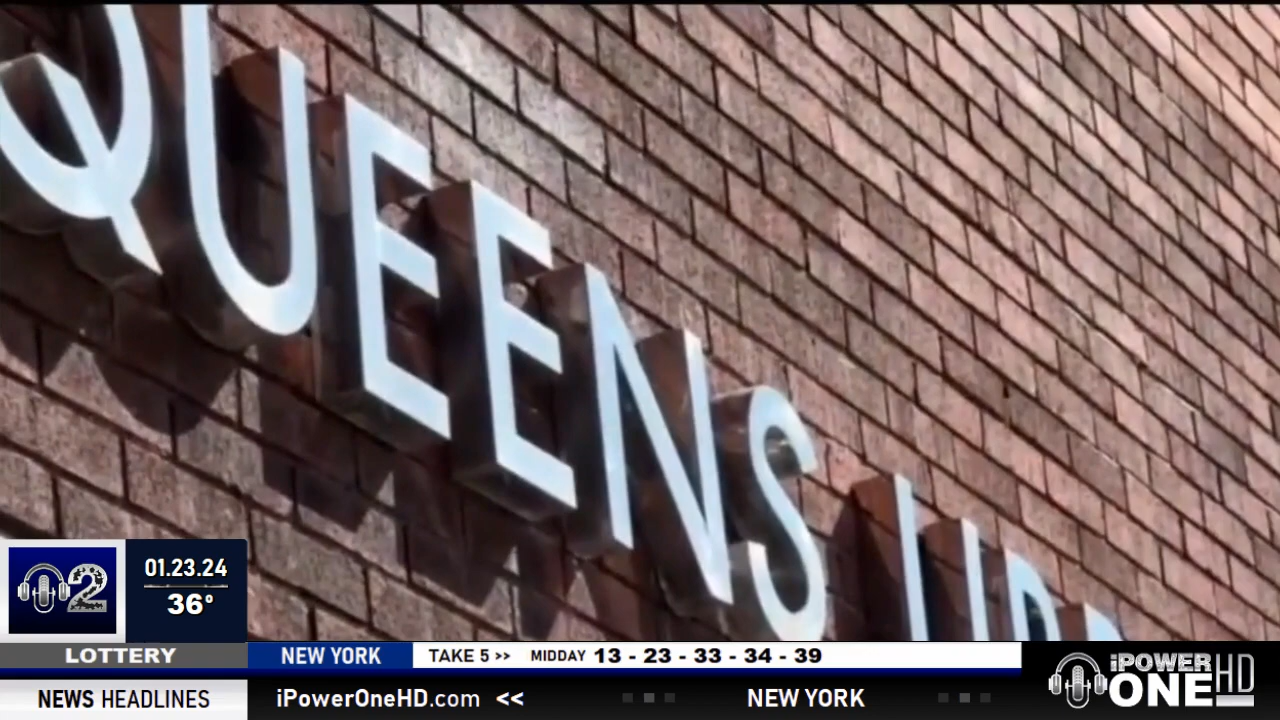 QUEENS
02
01.23.24
36°
LOTTERY
NEW YORK
TAKE 5 >> MIDDAY 13 - 23 - 33 - 34 - 39
NEWS HEADLINES
iPowerOneHD.com <<
NEW YORK
iPOWER
ONE HD